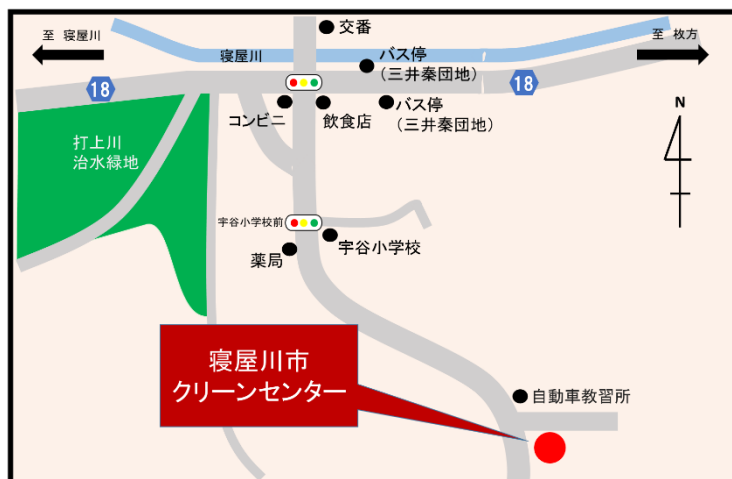 至 寝屋川
交番
至 枚方
寝屋川
バス停
(三井秦団地)
18
18
コンビニ
飲食店
バス停
(三井秦団地)
N
打上川
治水緑地
宇谷小学校前
薬局
宇谷小学校
寝屋川市
クリーンセンター
自動車教習所